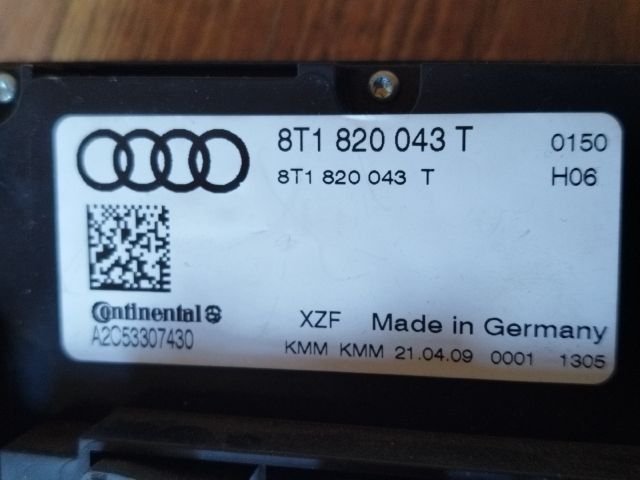 8T1 820 043 T 0150
8T1 820 043 T H06
Continental
A2C53307430
XZF Made in Germany
KMM KMM 21.04.09 0001 1305